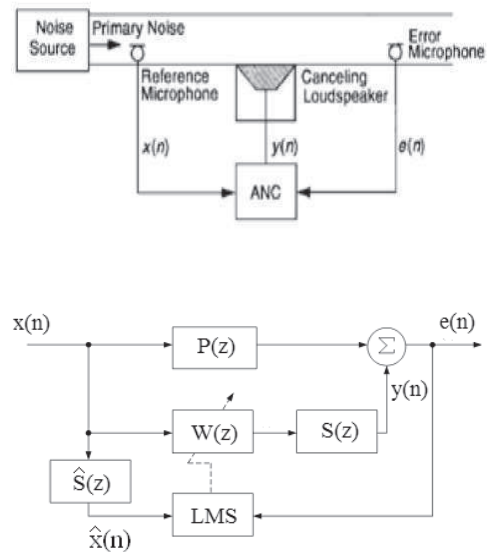 Noise
Source
Primary Noise
Reference
Microphone
Canceling
Loudspeaker
Error
Microphone
x(n)
y(n)
e(n)
ANC
x(n)
P(z)
Σ
e(n)
y(n)
W(z)
S(z)
Ŝ(z)
LMS
x̂(n)